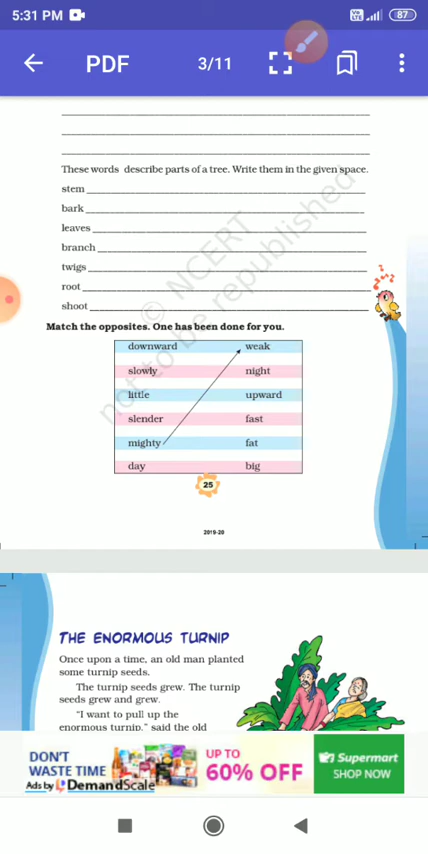 5:31 PM
Vo LTE
87
PDF
3/11
These words describe parts of a tree. Write them in the given space.
stem
bark
leaves
branch
twigs
root
shoot
© NCERT
not to be republished
Match the opposites. One has been done for you.
downward weak
slowly night
little upward
slender fast
mighty fat
day big
25
2019-20
THE ENORMOUS TURNIP
Once upon a time, an old man planted
some turnip seeds.
The turnip seeds grew. The turnip
seeds grew and grew.
"I want to pull up the
enormous turnip," said the old
DON'T
WASTE TIME
UP TO
60% OFF
Supermart
SHOP NOW
Ads by DemandScale